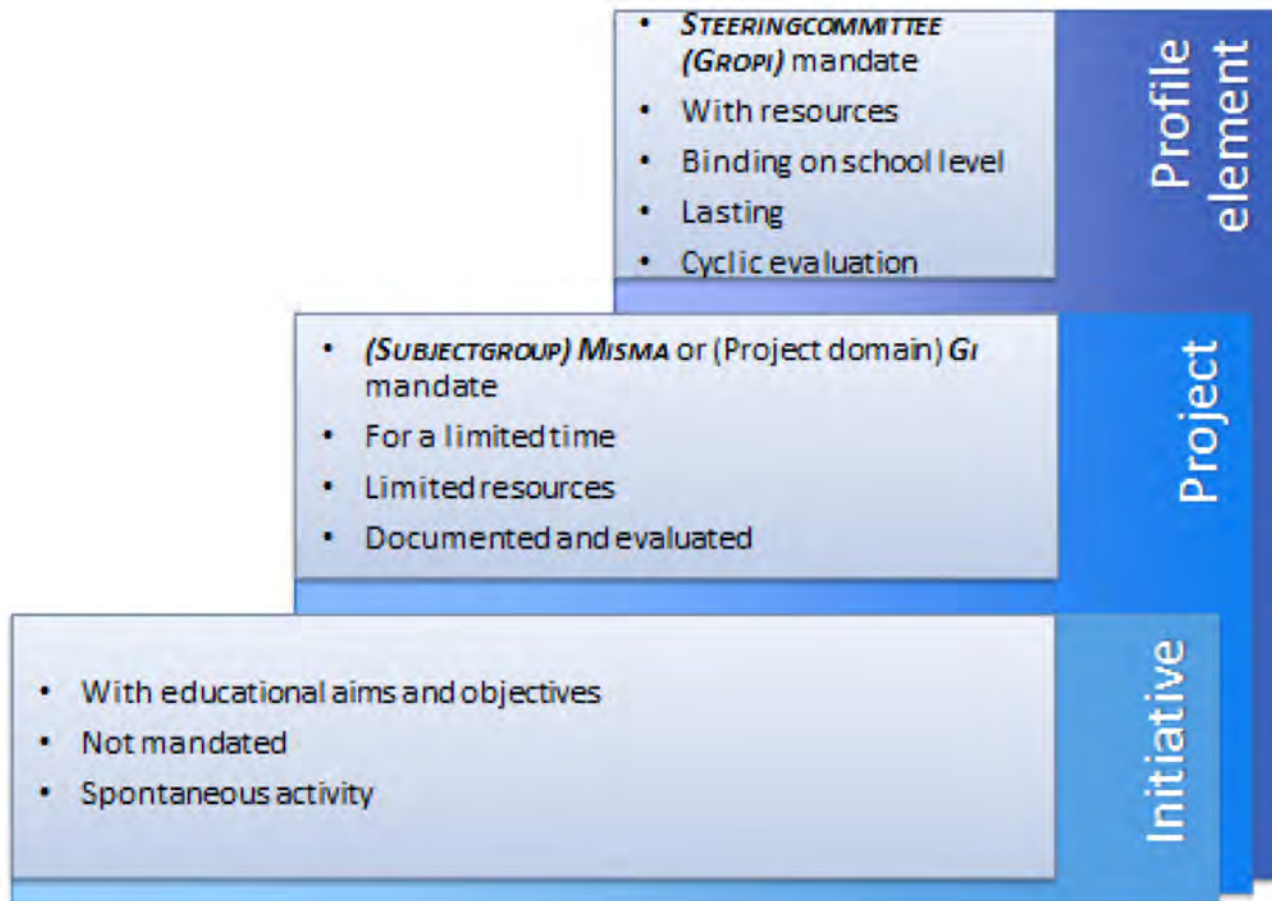 • STEERINGCOMMITTEE
(GROPI) mandate
• With resources
• Binding on school level
• Lasting
• Cyclic evaluation
Profile
element
• (SUBJECTGROUP) MISMA or (Project domain) GI
mandate
• For a limited time
• Limited resources
• Documented and evaluated
Project
• With educational aims and objectives
• Not mandated
• Spontaneous activity
Initiative